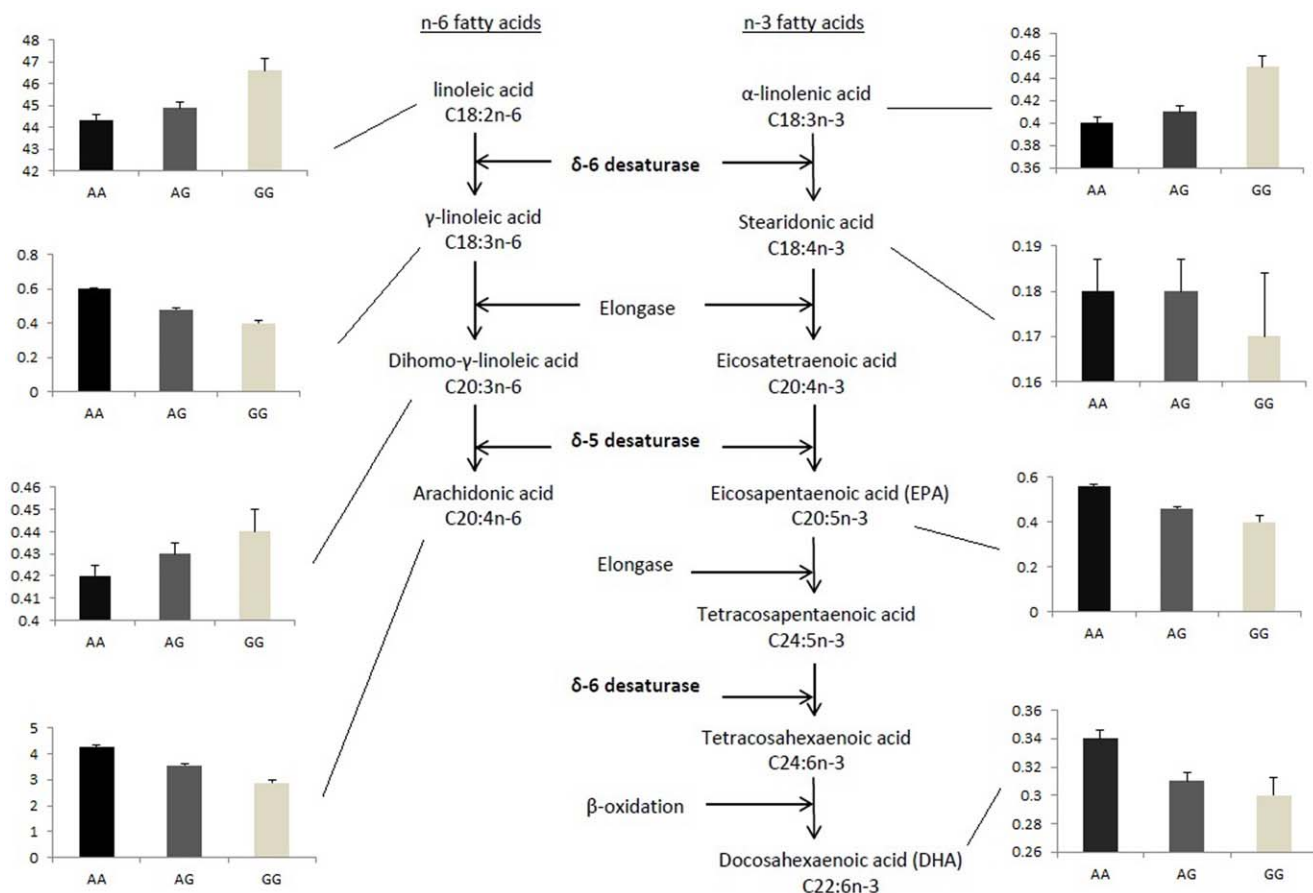 n-6 fatty acids
n-3 fatty acids
48
47
46
45
44
43
42
AA AG GG
linoleic acid
C18:2n-6
α-linolenic acid
C18:3n-3
0.48
0.46
0.44
0.42
0.4
0.38
0.36
AA AG GG
δ-6 desaturase
γ-linoleic acid
C18:3n-6
Stearidonic acid
C18:4n-3
0.8
0.6
0.4
0.2
0
AA AG GG
0.19
0.18
0.17
0.16
AA AG GG
Elongase
Dihomo-γ-linoleic acid
C20:3n-6
Eicosatetraenoic acid
C20:4n-3
δ-5 desaturase
0.46
0.45
0.44
0.43
0.42
0.41
0.4
AA AG GG
Arachidonic acid
C20:4n-6
Eicosapentaenoic acid (EPA)
C20:5n-3
0.6
0.4
0.2
0
AA AG GG
Elongase
Tetracosapentaenoic acid
C24:5n-3
δ-6 desaturase
Tetracosahexaenoic acid
C24:6n-3
5
4
3
2
1
0
AA AG GG
β-oxidation
Docosahexaenoic acid (DHA)
C22:6n-3
0.36
0.34
0.32
0.3
0.28
0.26
AA AG GG